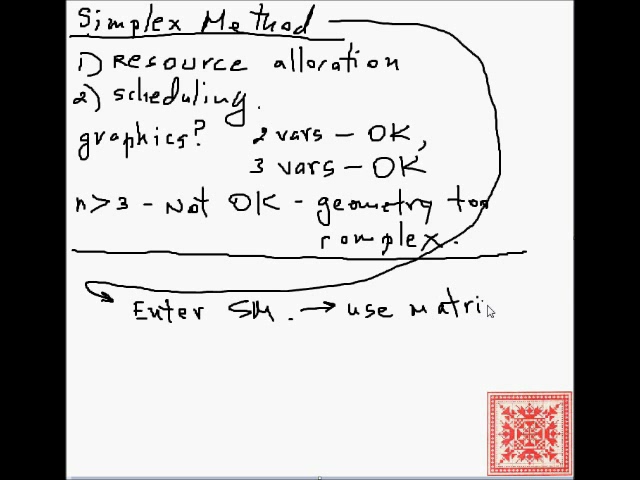 Simplex Method
1) Resource allocation
2) scheduling.
graphics? 2 vars - OK,
3 vars - OK
n > 3 - Not OK - geometry too
complex.
Enter SM. → use matri